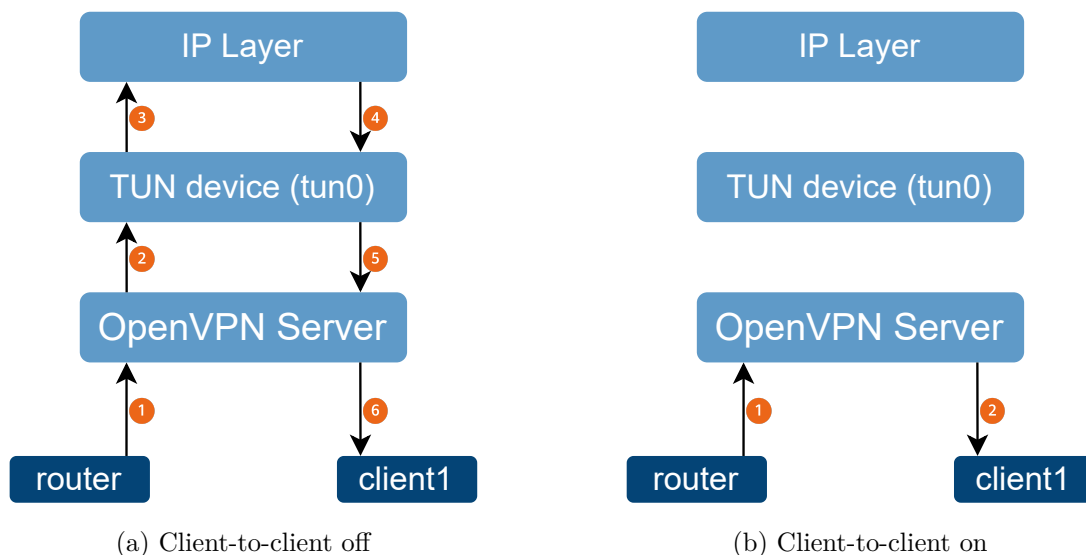 IP Layer
3
4
TUN device (tun0)
2
5
OpenVPN Server
1
6
router
client1
(a) Client-to-client off
IP Layer
TUN device (tun0)
OpenVPN Server
1
2
router
client1
(b) Client-to-client on